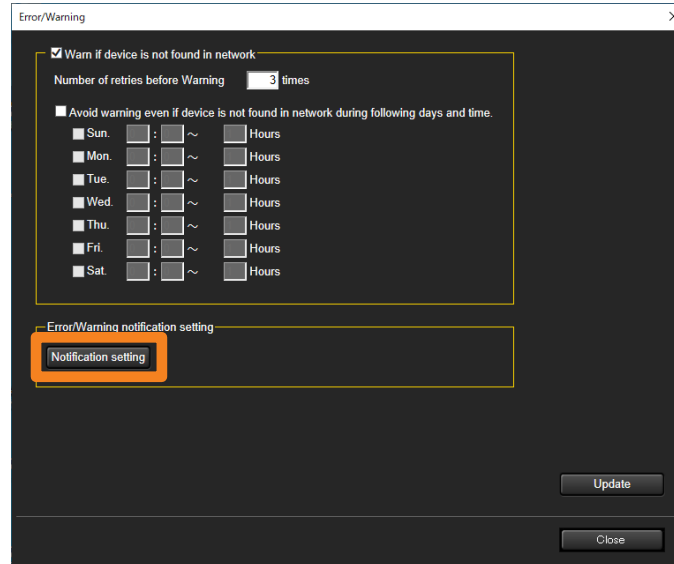 Error/Warning
Warn if device is not found in network
Number of retries before Warning 3 times
Avoid warning even if device is not found in network during following days and time.
Sun. : ~ Hours
Mon. : ~ Hours
Tue. : ~ Hours
Wed. : ~ Hours
Thu. : ~ Hours
Fri. : ~ Hours
Sat. : ~ Hours
Error/Warning notification setting
Notification setting
Update
Close